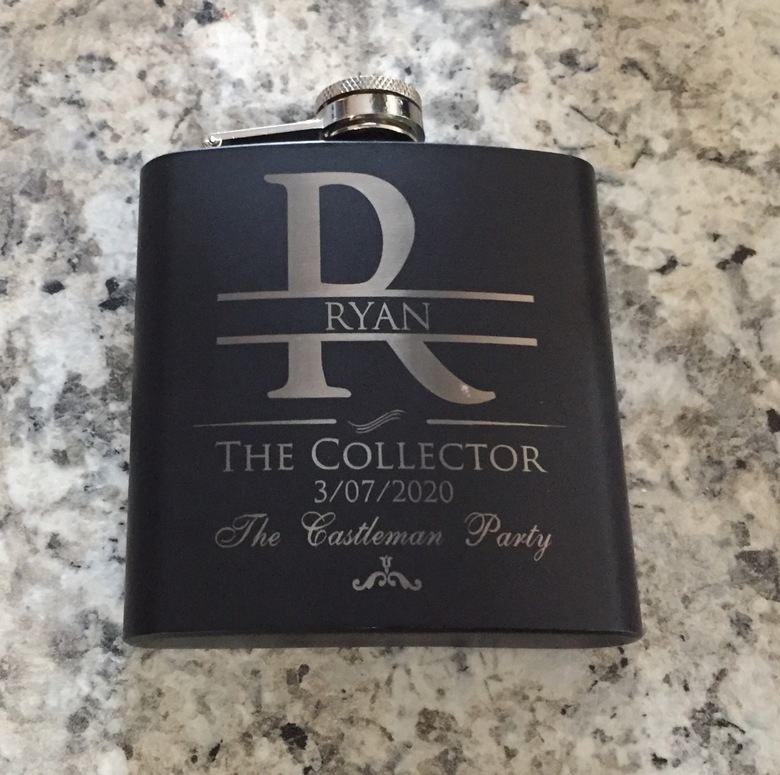 R
RYAN
THE COLLECTOR
3/07/2020
The Castleman Party